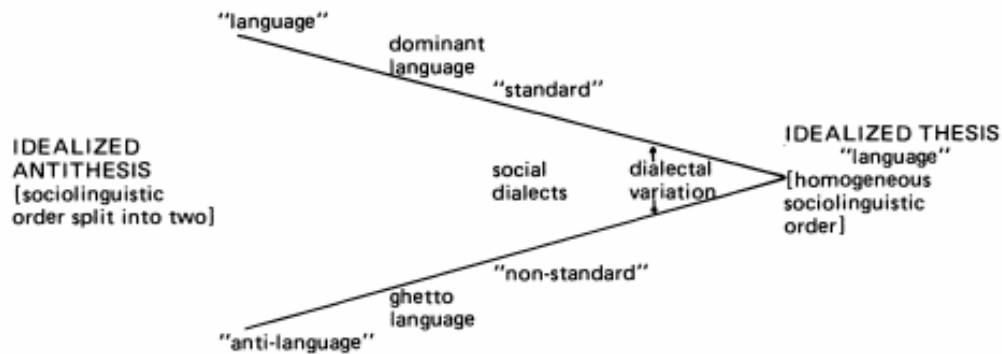 "language"
dominant
language
"standard"
IDEALIZED
ANTITHESIS
[sociolinguistic
order split into two]
social
dialects
dialectal
variation
IDEALIZED THESIS
"language"
[homogeneous
sociolinguistic
order]
"non-standard"
ghetto
language
"anti-language"